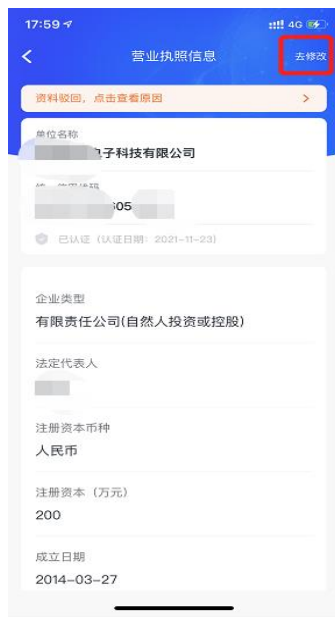 17:59
4G
营业执照信息
去修改
资料驳回，点击查看原因
单位名称
电子科技有限公司
605
已认证（认证日期：2021-11-23）
企业类型
有限责任公司(自然人投资或控股)
法定代表人
注册资本币种
人民币
注册资本（万元）
200
成立日期
2014-03-27